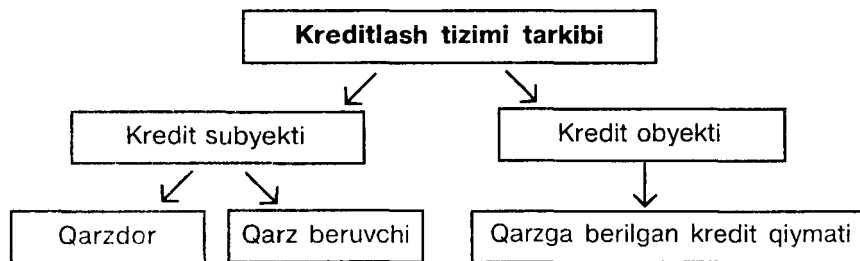 Kreditlash tizimi tarkibi
Kredit subyekti
Kredit obyekti
Qarzdor
Qarz beruvchi
Qarzga berilgan kredit qiymati